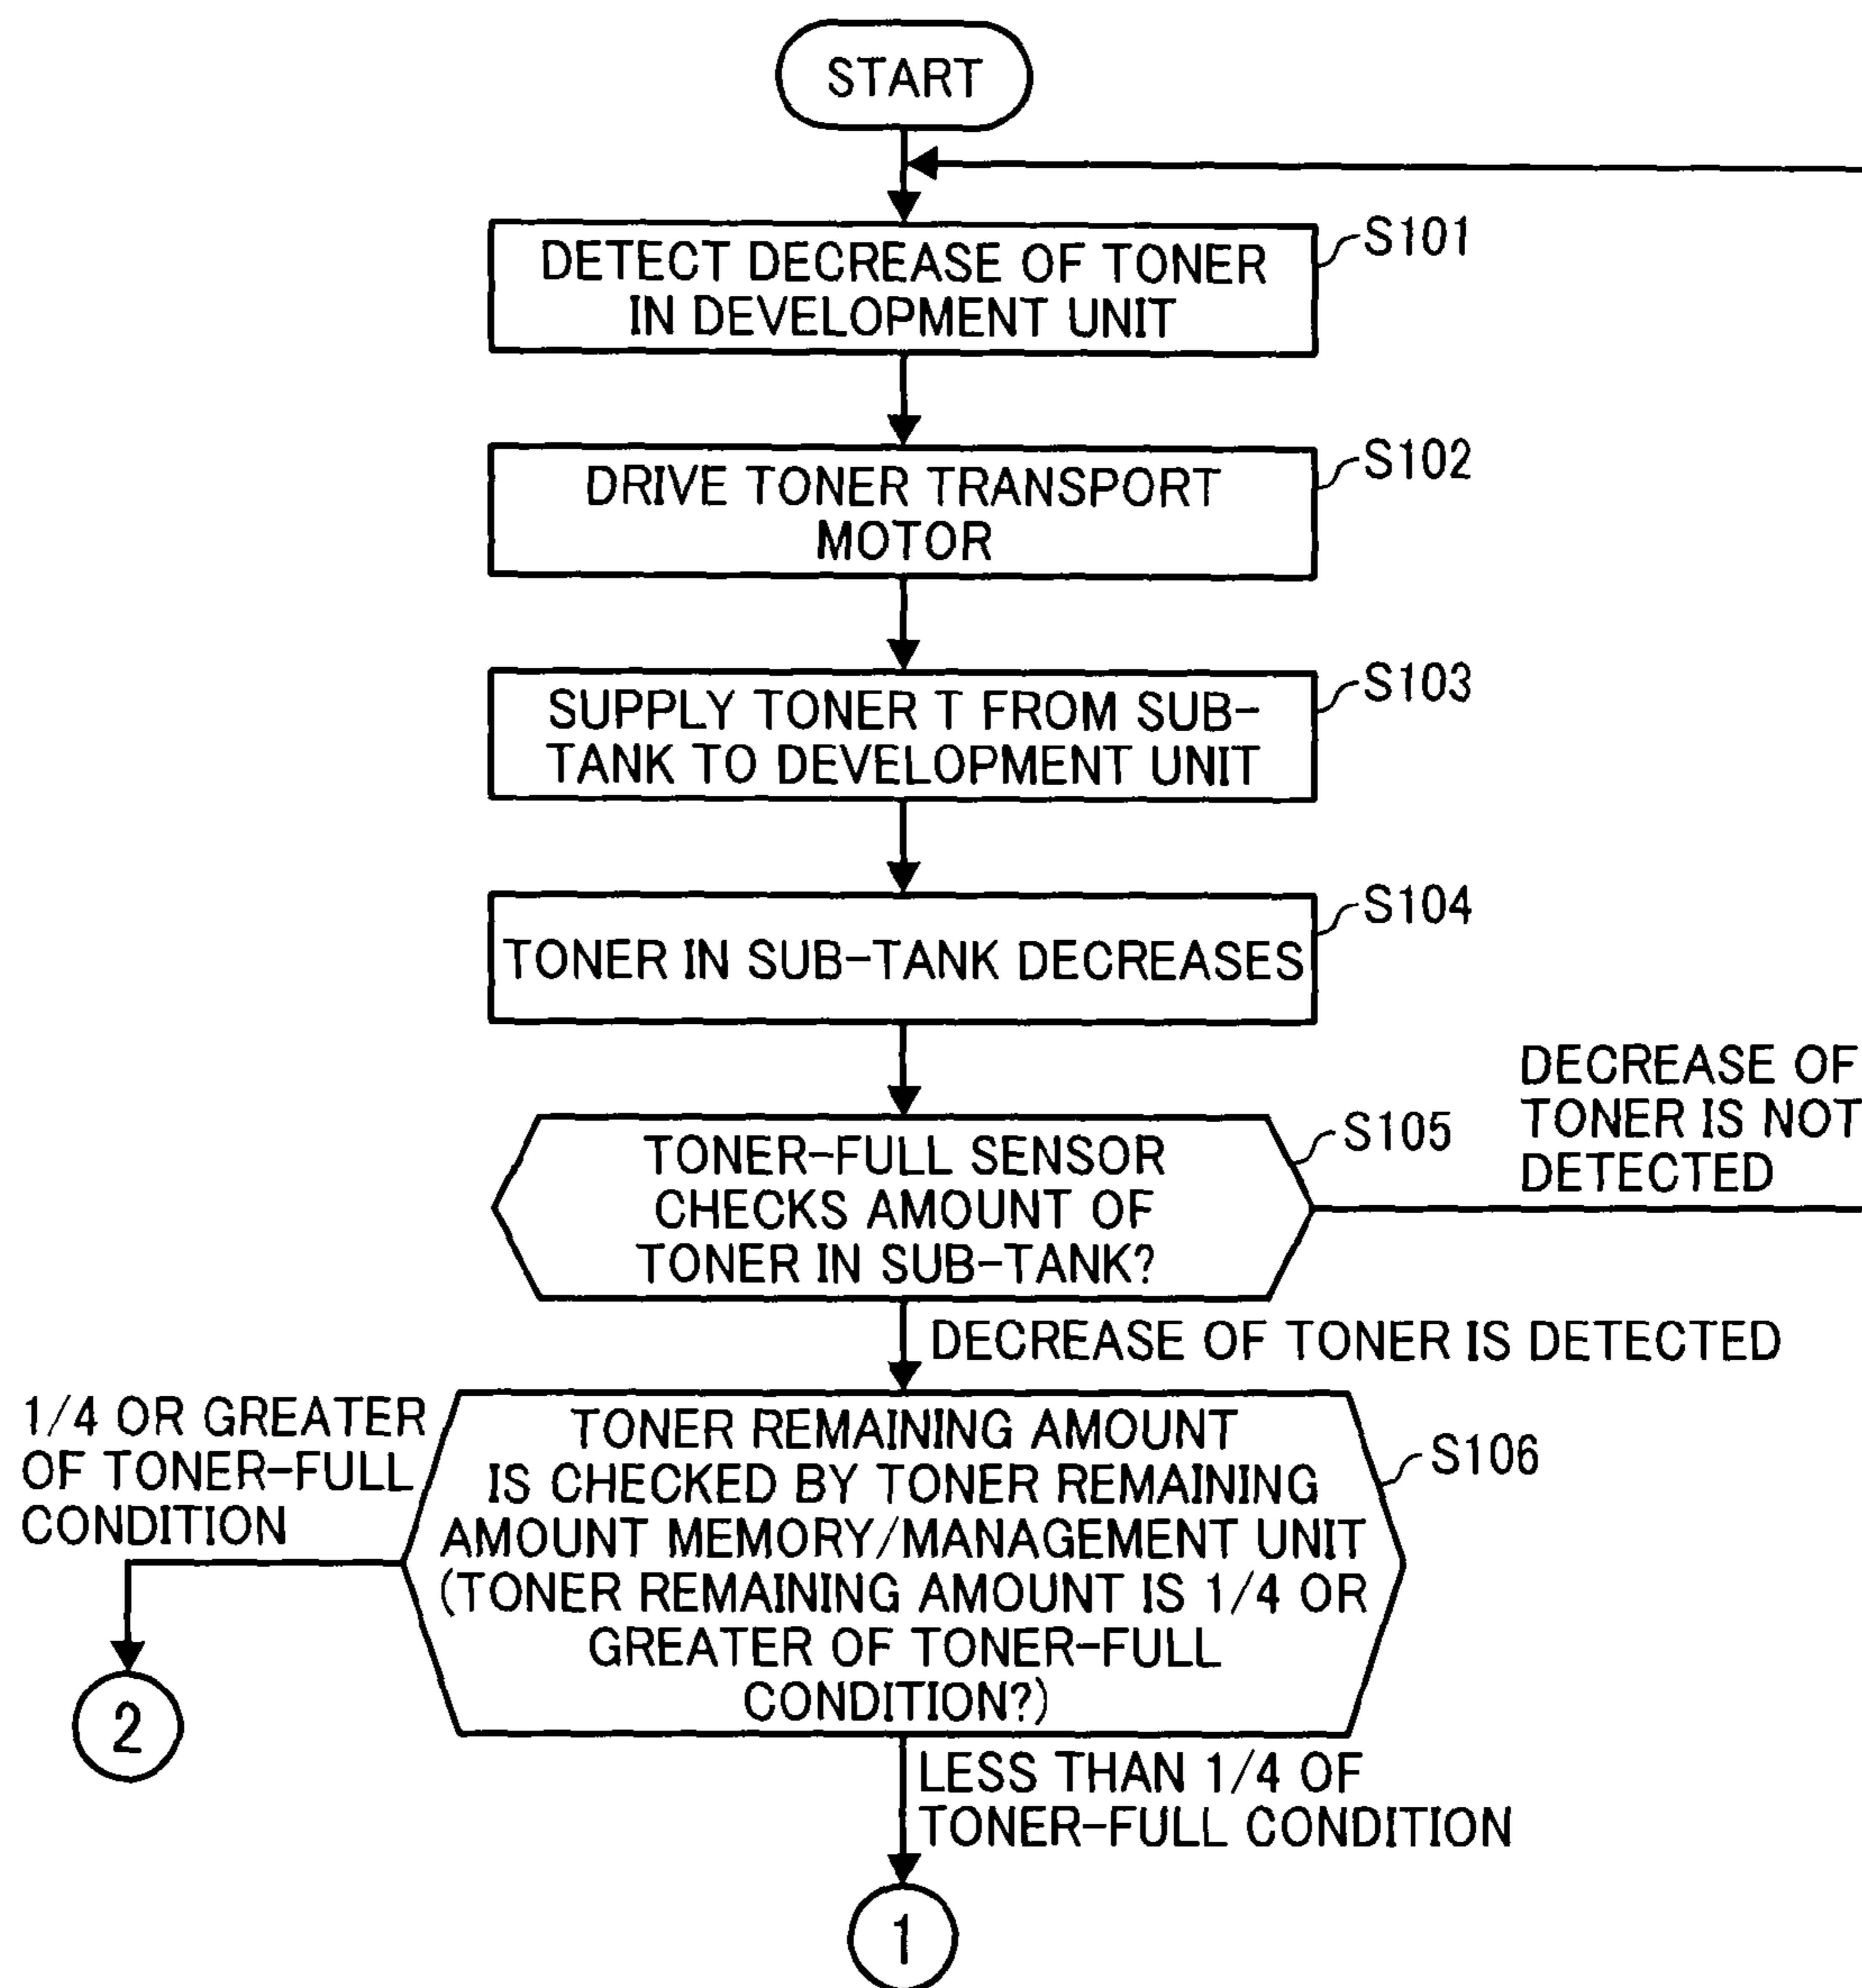 START
DETECT DECREASE OF TONER
IN DEVELOPMENT UNIT
S101
DRIVE TONER TRANSPORT
MOTOR
S102
SUPPLY TONER T FROM SUB-
TANK TO DEVELOPMENT UNIT
S103
TONER IN SUB-TANK DECREASES
S104
TONER-FULL SENSOR
CHECKS AMOUNT OF
TONER IN SUB-TANK?
S105
DECREASE OF
TONER IS NOT
DETECTED
DECREASE OF TONER IS DETECTED
1/4 OR GREATER
OF TONER-FULL
CONDITION
TONER REMAINING AMOUNT
IS CHECKED BY TONER REMAINING
AMOUNT MEMORY/MANAGEMENT UNIT
(TONER REMAINING AMOUNT IS 1/4 OR
GREATER OF TONER-FULL
CONDITION?)
S106
2
LESS THAN 1/4 OF
TONER-FULL CONDITION
1